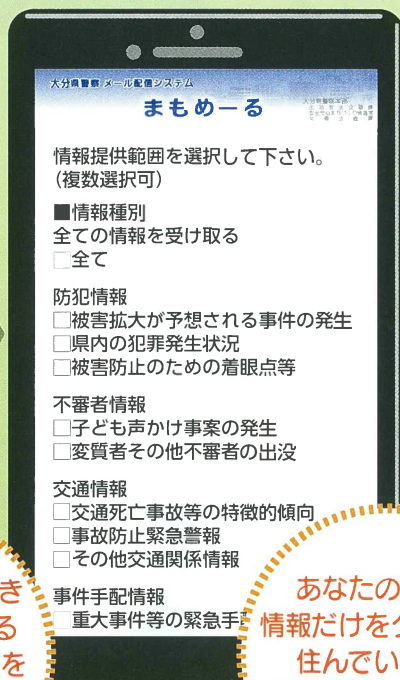 大分県警察 メール配信システム
まもめーる
大分県警察本部
情報提供範囲を選択して下さい。
(複数選択可)
■情報種別
全ての情報を受け取る
□全て
防犯情報
□被害拡大が予想される事件の発生
□県内の犯罪発生状況
□被害防止のための着眼点等
不審者情報
□子ども声かけ事案の発生
□変質者その他不審者の出没
交通情報
□交通死亡事故等の特徴的傾向
□事故防止緊急警報
□その他交通関係情報
事件手配情報
□重大事件等の緊急手
き
る
を
あなたの
情報だけを
住んでい